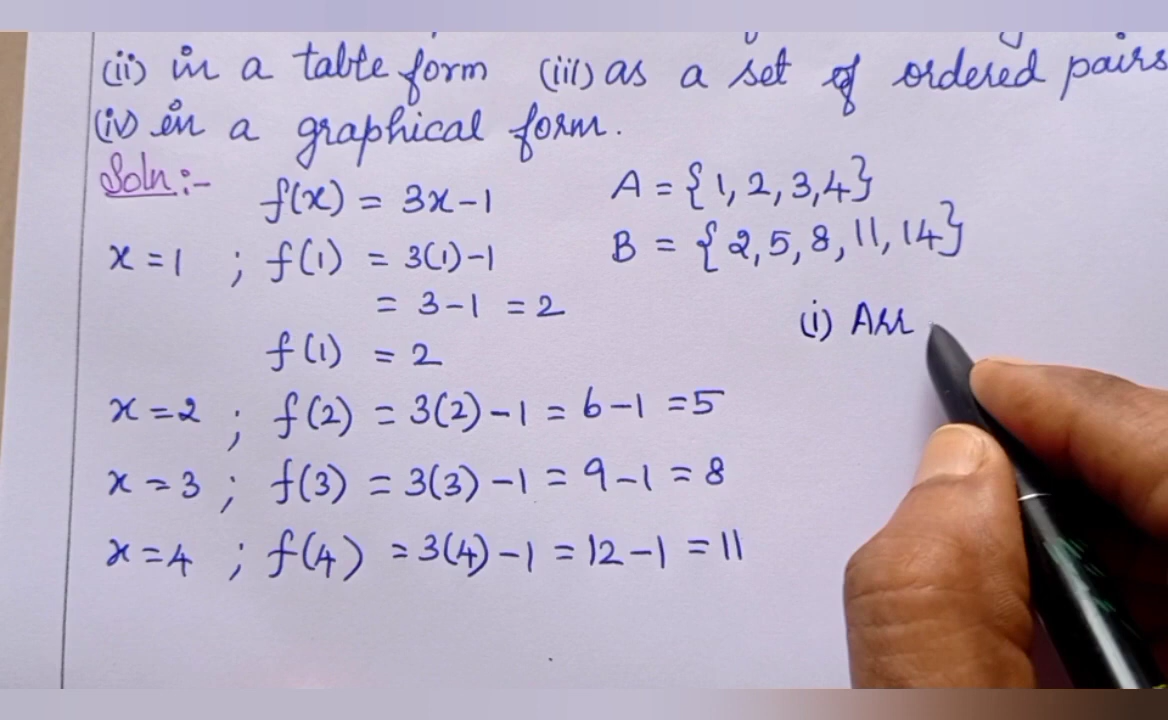 (ii) in a table form (iii) as a set of ordered pairs
(iv) in a graphical form.
Soln:-
f(x) = 3x-1
A = {1, 2, 3, 4}
B = {2, 5, 8, 11, 14}
x = 1 ; f(1) = 3(1)-1
= 3-1 = 2
f(1) = 2
(i) Arr
x = 2 ; f(2) = 3(2)-1 = 6-1 = 5
x = 3 ; f(3) = 3(3)-1 = 9-1 = 8
x = 4 ; f(4) = 3(4)-1 = 12-1 = 11